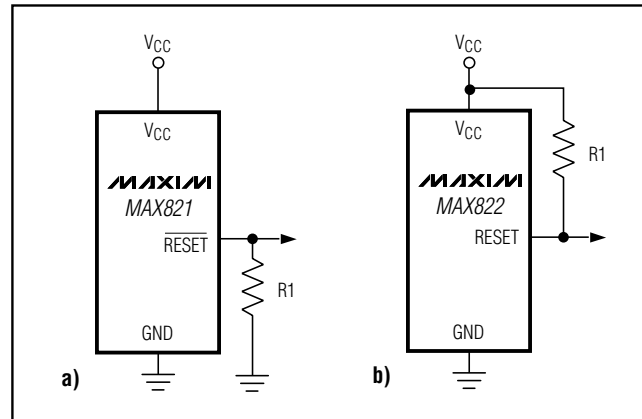 VCC
VCC
MAXIM
MAX821
RESET
R1
GND
a)
VCC
VCC
MAXIM
MAX822
RESET
R1
GND
b)